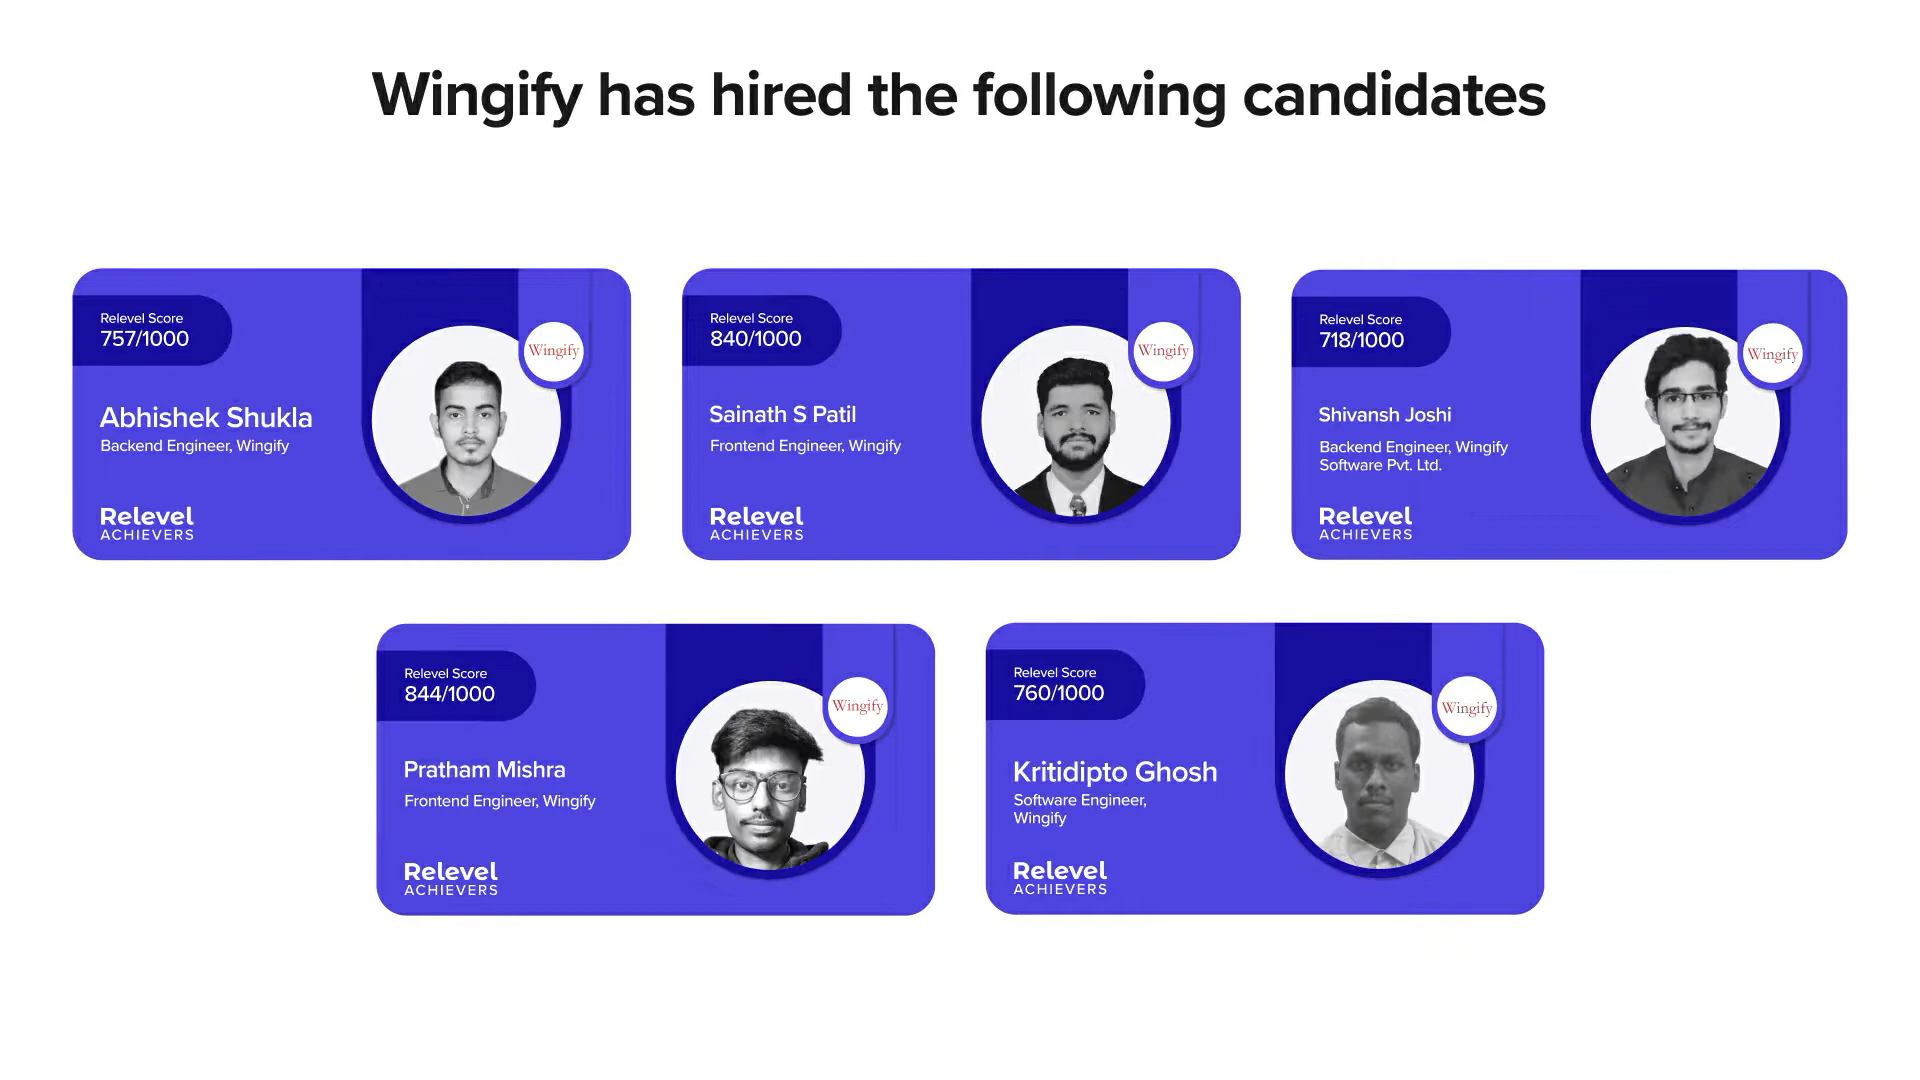 Wingify has hired the following candidates
Relevel Score
757/1000
Wingify
Abhishek Shukla
Backend Engineer, Wingify
Relevel
ACHIEVERS
Relevel Score
840/1000
Wingify
Sainath S Patil
Frontend Engineer, Wingify
Relevel
ACHIEVERS
Relevel Score
718/1000
Wingify
Shivansh Joshi
Backend Engineer, Wingify
Software Pvt. Ltd.
Relevel
ACHIEVERS
Relevel Score
844/1000
Wingify
Pratham Mishra
Frontend Engineer, Wingify
Relevel
ACHIEVERS
Relevel Score
760/1000
Wingify
Kritidipto Ghosh
Software Engineer,
Wingify
Relevel
ACHIEVERS